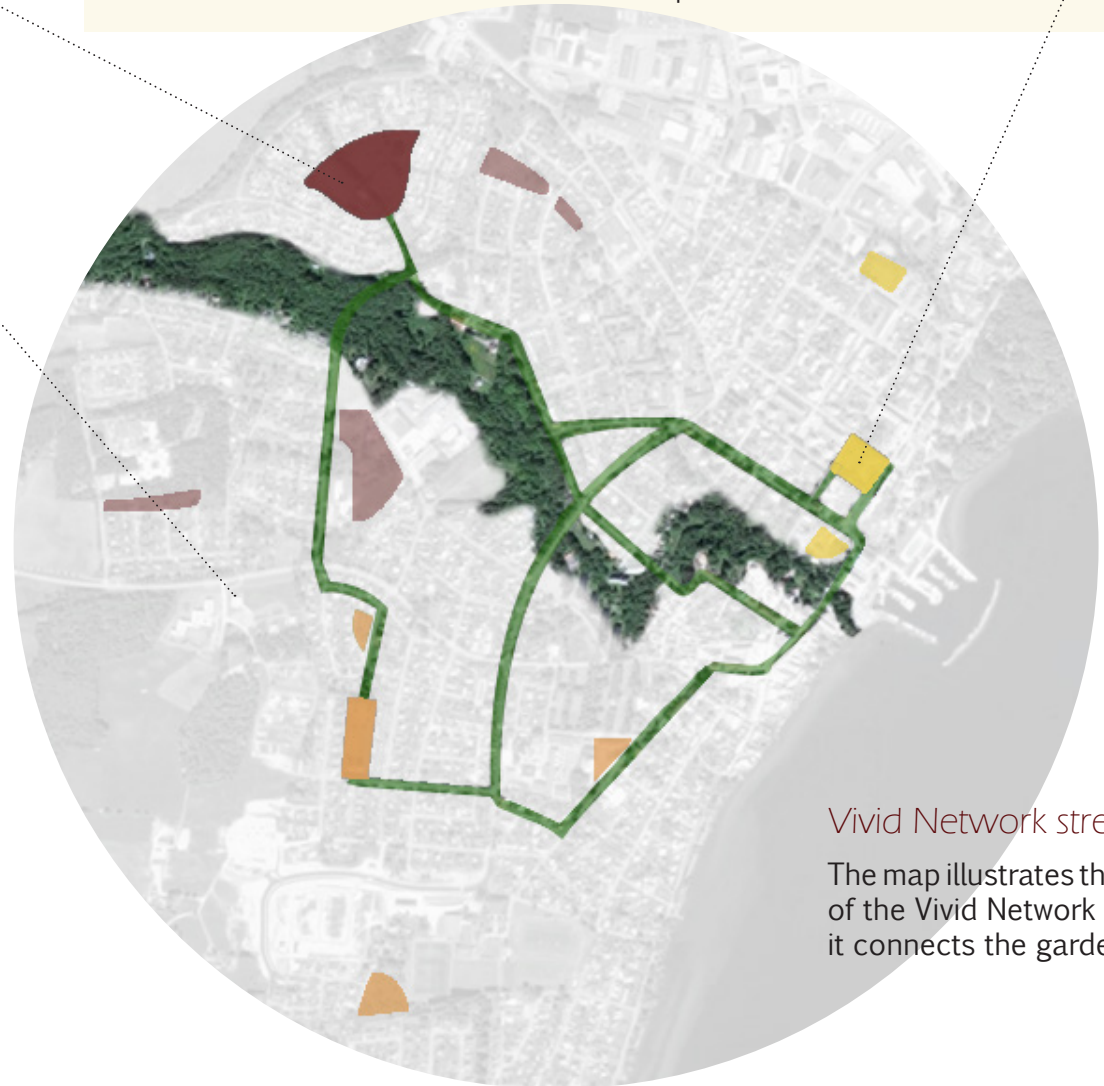 Vivid Network stre
The map illustrates th
of the Vivid Network
it connects the garde